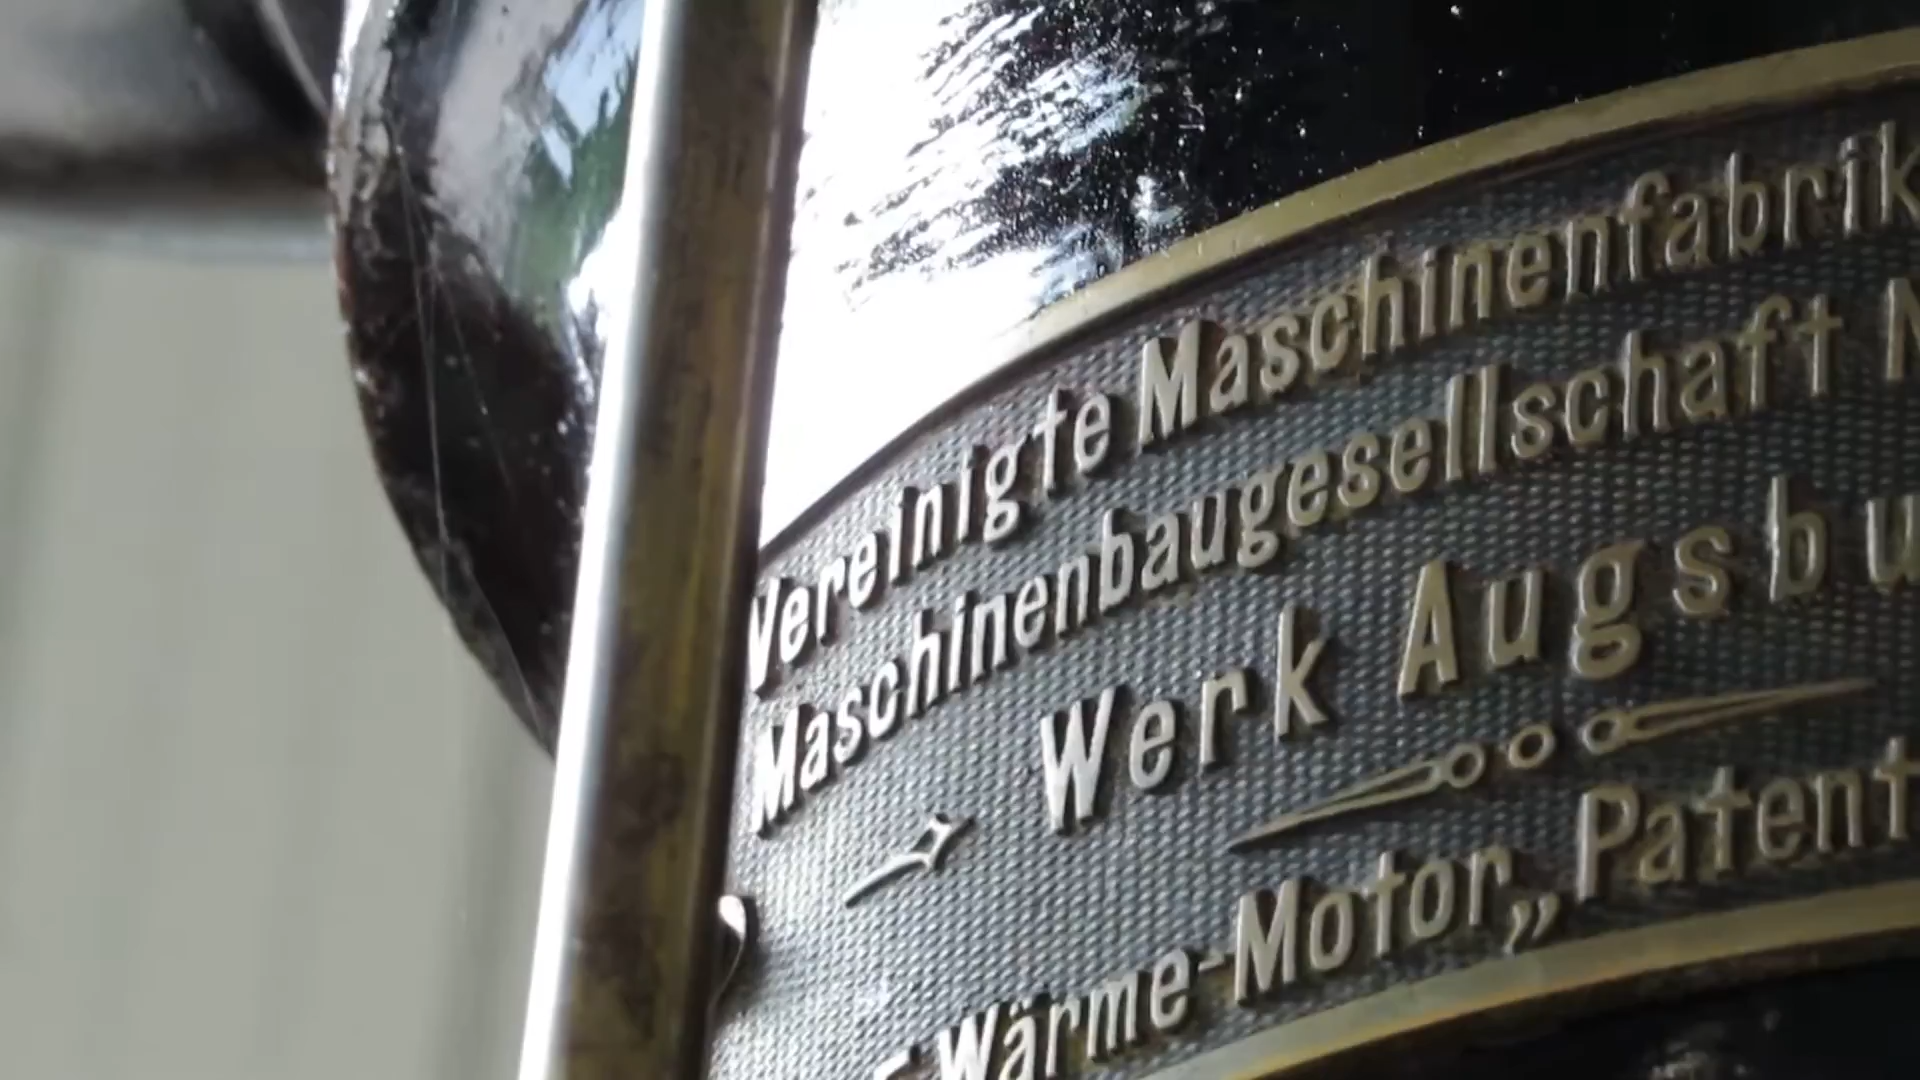 Vereinigte Maschinenfabrik
Maschinenbaugesellschaft N
Werk Augsbu
Wärme-Motor „Patent